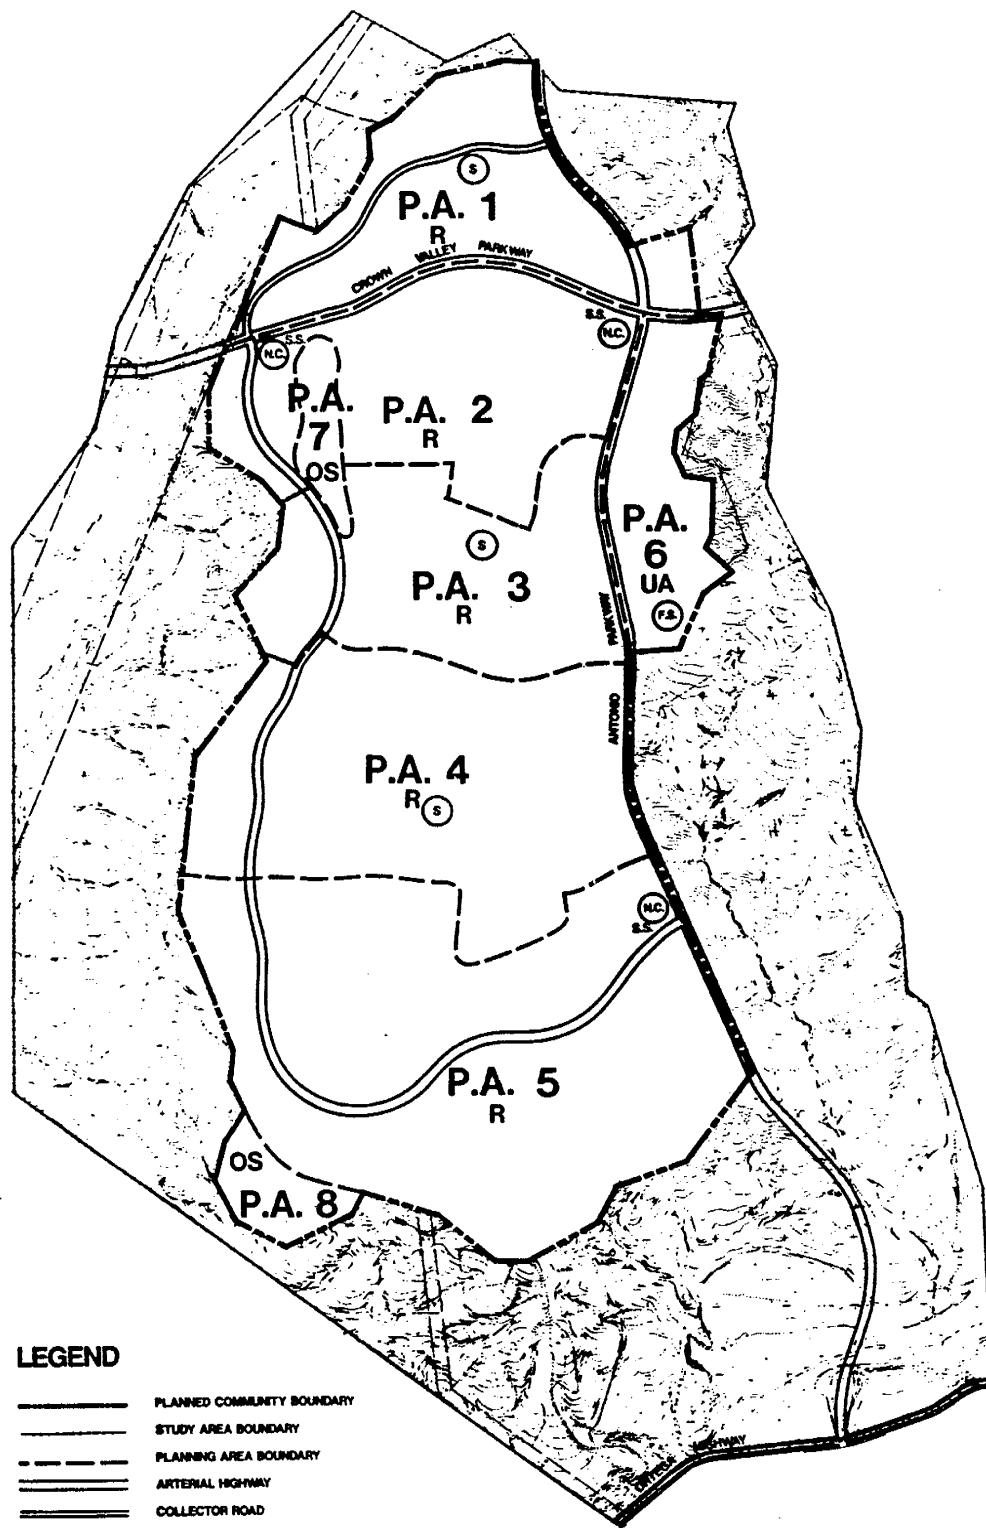 S
P.A. 1
R
CROWN VALLEY PARKWAY
S.S.
N.C.
S.S.
N.C.
P.A.
7
OS
P.A. 2
R
S
P.A. 3
R
P.A.
6
UA
F.S.
PARKWAY
ANTONIO
P.A. 4
R
S
N.C.
S.S.
P.A. 5
R
OS
P.A. 8
ORTEGA HIGHWAY
LEGEND
PLANNED COMMUNITY BOUNDARY
STUDY AREA BOUNDARY
PLANNING AREA BOUNDARY
ARTERIAL HIGHWAY
COLLECTOR ROAD